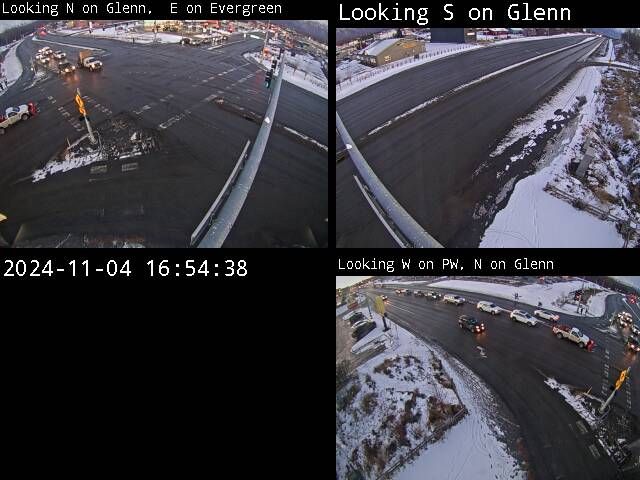 Looking N on Glenn,  E on Evergreen
Looking S on Glenn
2024-11-04 16:54:38
Looking W on PW, N on Glenn